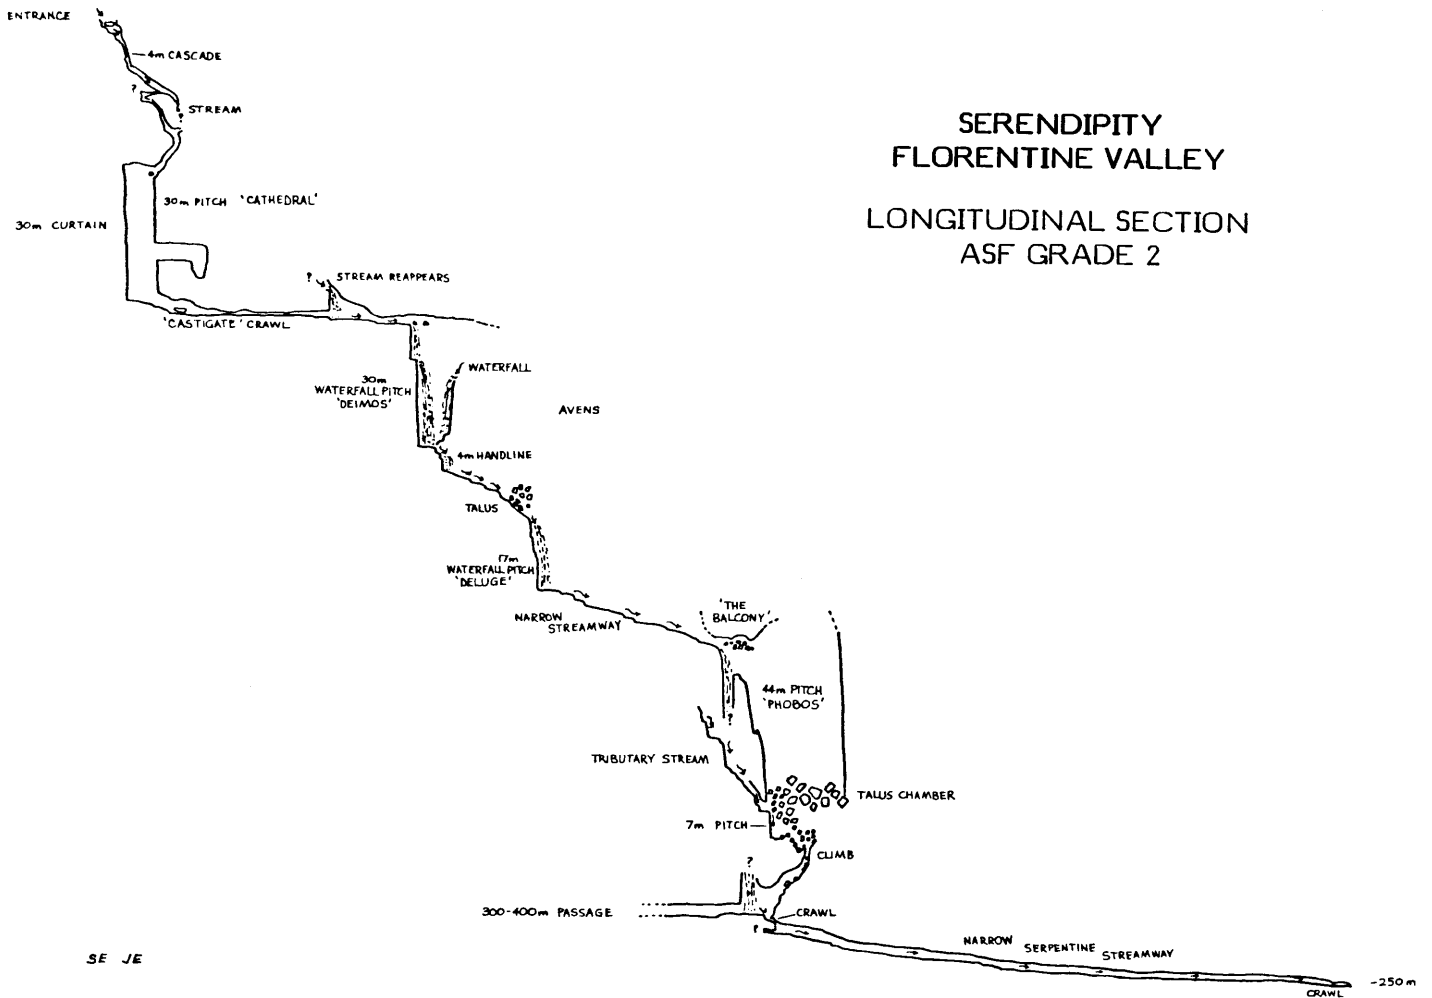 ENTRANCE
4m CASCADE
?
STREAM
SERENDIPITY
FLORENTINE VALLEY
LONGITUDINAL SECTION
ASF GRADE 2
30m PITCH 'CATHEDRAL'
30m CURTAIN
? STREAM REAPPEARS
'CASTIGATE' CRAWL
WATERFALL
30m
WATERFALL PITCH
'DEIMOS'
AVENS
4m HANDLINE
TALUS
17m
WATERFALL PITCH
'DELUGE'
NARROW
STREAMWAY
'THE
BALCONY'
44m PITCH
'PHOBOS'
?
TRIBUTARY STREAM
TALUS CHAMBER
7m PITCH
CLIMB
?
300-400m PASSAGE
CRAWL
?
NARROW SERPENTINE STREAMWAY
SE JE
-250m
CRAWL